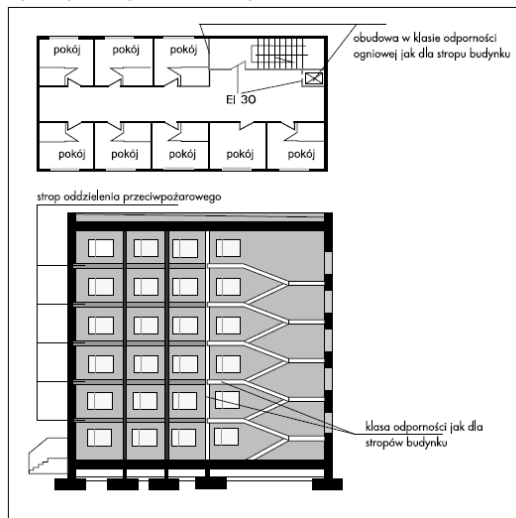 obudowa w klasie odporności
ogniowej jak dla stropu budynku
pokój
pokój
pokój
EI 30
pokój
pokój
pokój
pokój
pokój
strop oddzielenia przeciwpożarowego
klasa odporności jak dla
stropów budynku